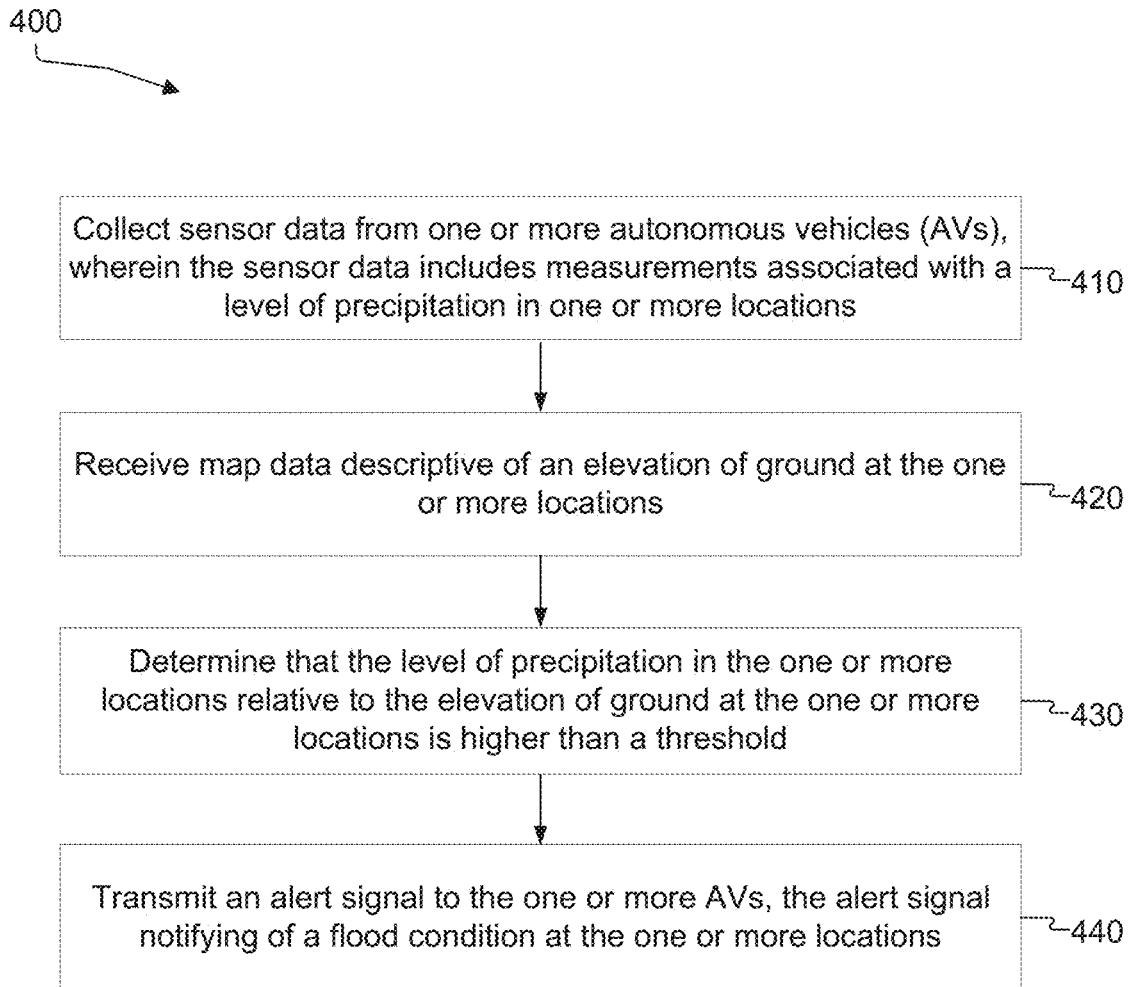 400
Collect sensor data from one or more autonomous vehicles (AVs),
wherein the sensor data includes measurements associated with a
level of precipitation in one or more locations
410
Receive map data descriptive of an elevation of ground at the one
or more locations
420
Determine that the level of precipitation in the one or more
locations relative to the elevation of ground at the one or more
locations is higher than a threshold
430
Transmit an alert signal to the one or more AVs, the alert signal
notifying of a flood condition at the one or more locations
440